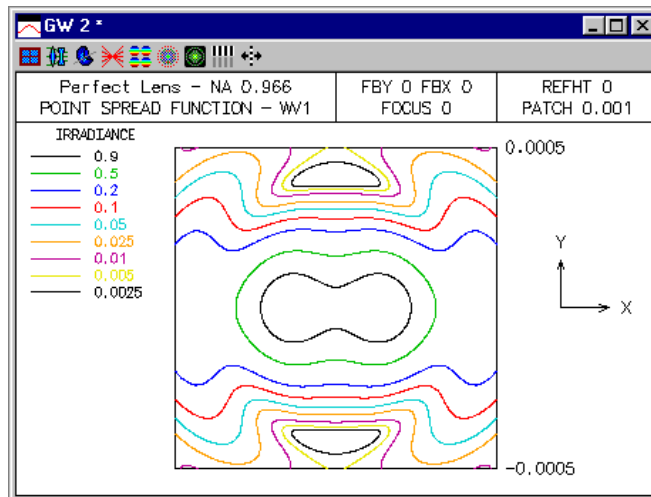 GW 2 *
Perfect Lens - NA 0.966
POINT SPREAD FUNCTION - WV1
FBY 0 FBX 0
FOCUS 0
REFHT 0
PATCH 0.001
IRRADIANCE
0.9
0.5
0.2
0.1
0.05
0.025
0.01
0.005
0.0025
0.0005
Y
X
-0.0005